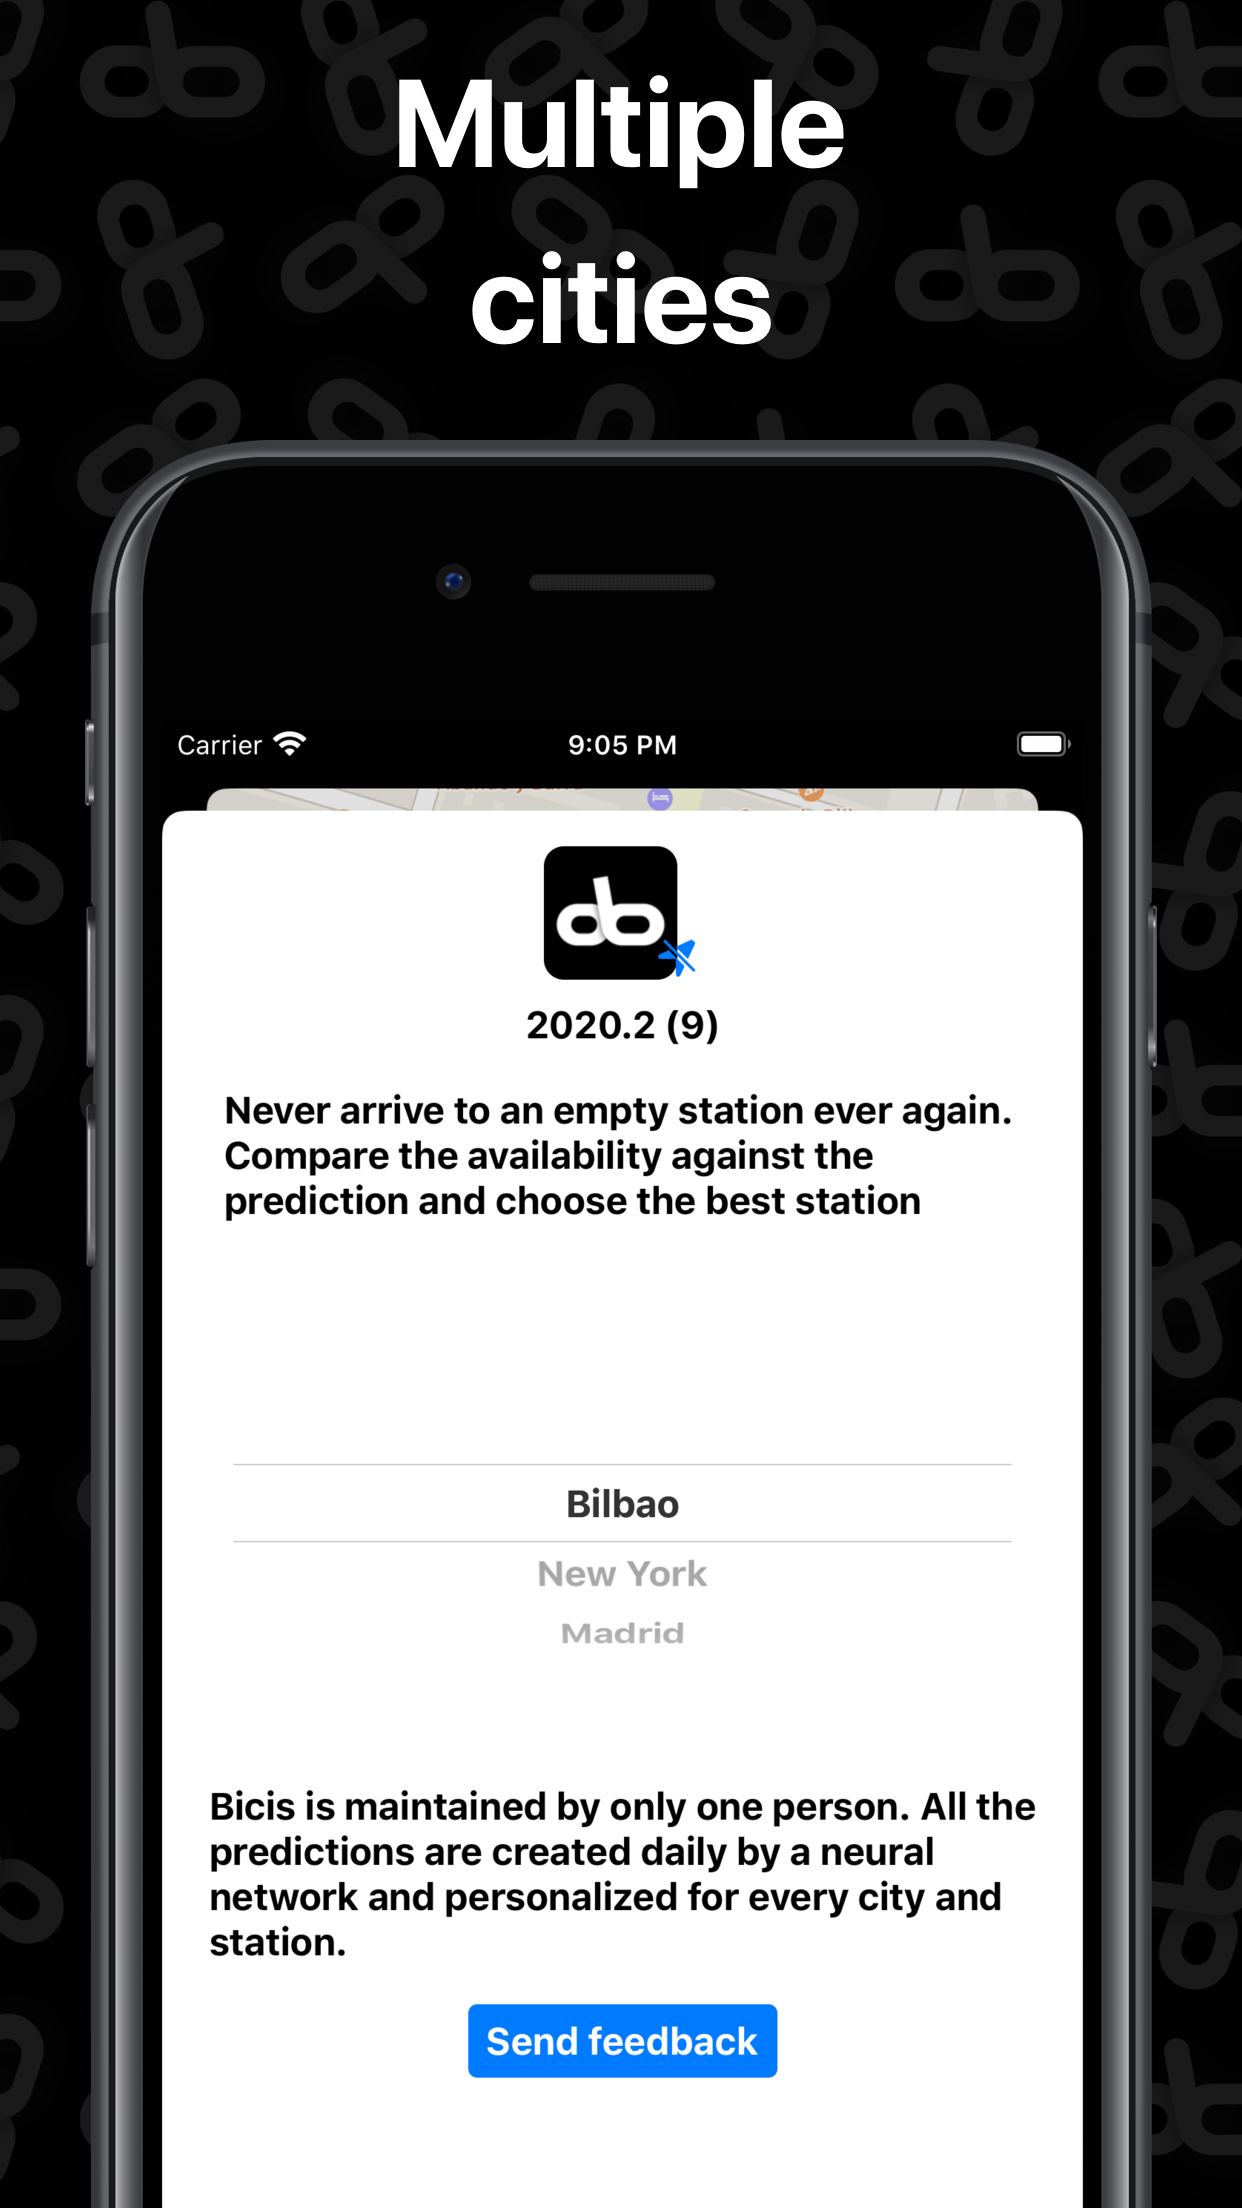 Multiple
cities
Carrier
9:05 PM
2020.2 (9)
Never arrive to an empty station ever again.
Compare the availability against the
prediction and choose the best station
Bilbao
New York
Madrid
Bicis is maintained by only one person. All the
predictions are created daily by a neural
network and personalized for every city and
station.
Send feedback